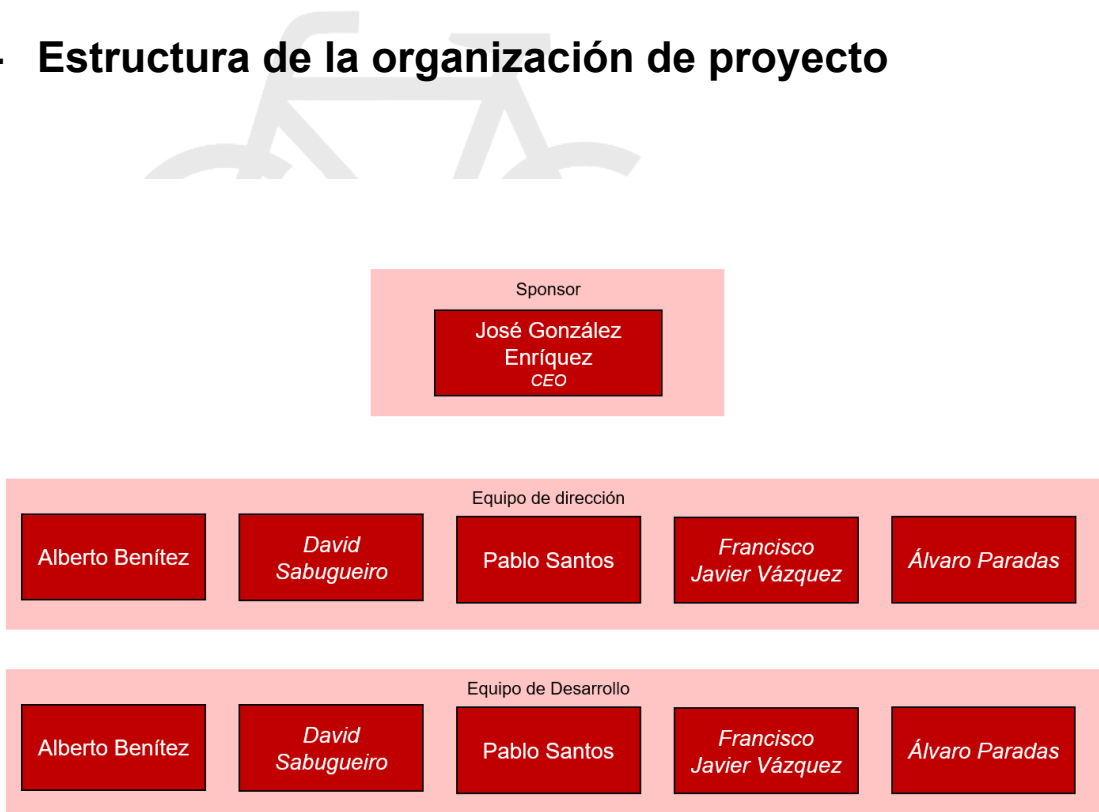 - Estructura de la organización de proyecto
Sponsor
José González
Enríquez
CEO
Equipo de dirección
Alberto Benítez
David
Sabugueiro
Pablo Santos
Francisco
Javier Vázquez
Álvaro Paradas
Equipo de Desarrollo
Alberto Benítez
David
Sabugueiro
Pablo Santos
Francisco
Javier Vázquez
Álvaro Paradas